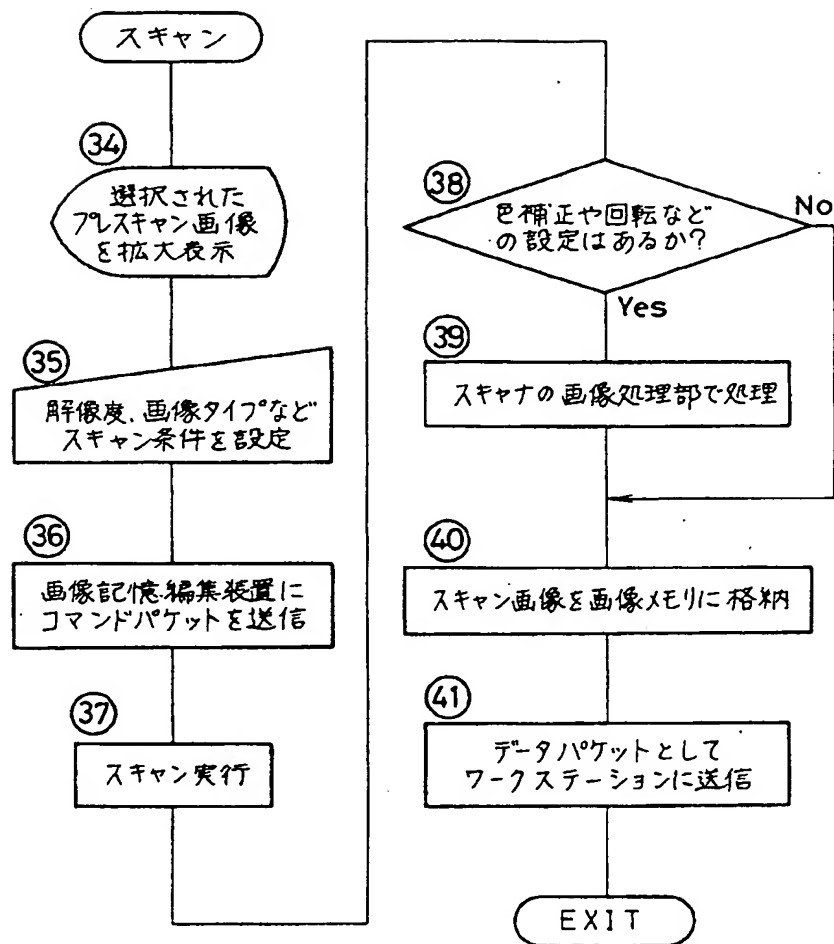 スキャン
34
選択された
プレスキャン画像
を拡大表示
35
解像度、画像タイプなど
スキャン条件を設定
36
画像記憶・編集装置に
コマンドパケットを送信
37
スキャン実行
38
色補正や回転など
の設定はあるか?
No
Yes
39
スキャナの画像処理部で処理
40
スキャン画像を画像メモリに格納
41
データパケットとして
ワークステーションに送信
EXIT